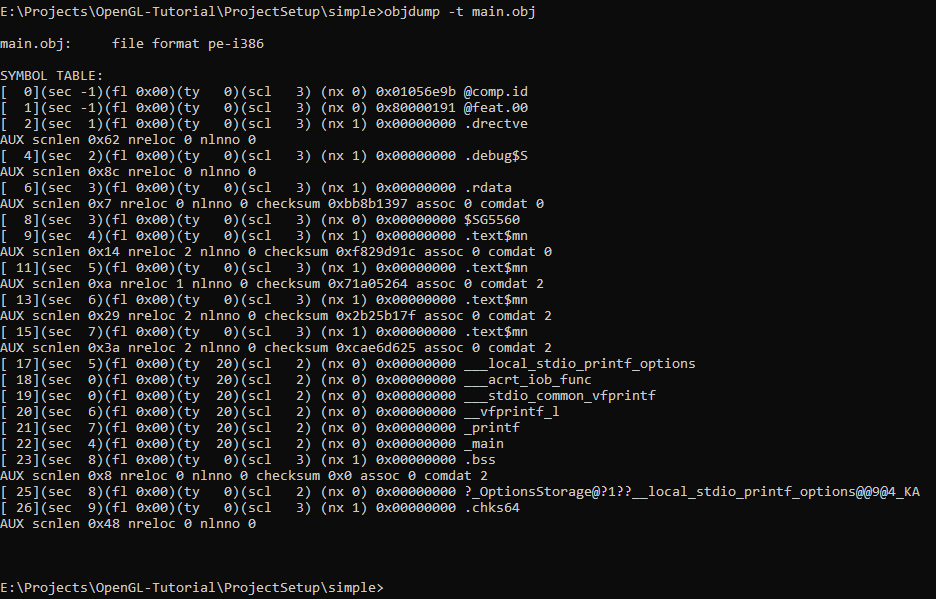 E:\Projects\OpenGL-Tutorial\ProjectSetup\simple>objdump -t main.obj
main.obj:     file format pe-i386
SYMBOL TABLE:
[  0](sec -1)(fl 0x00)(ty   0)(scl   3) (nx 0) 0x01056e9b @comp.id
[  1](sec -1)(fl 0x00)(ty   0)(scl   3) (nx 0) 0x80000191 @feat.00
[  2](sec  1)(fl 0x00)(ty   0)(scl   3) (nx 1) 0x00000000 .drectve
AUX scnlen 0x62 nreloc 0 nlnno 0
[  4](sec  2)(fl 0x00)(ty   0)(scl   3) (nx 1) 0x00000000 .debug$S
AUX scnlen 0x8c nreloc 0 nlnno 0
[  6](sec  3)(fl 0x00)(ty   0)(scl   3) (nx 1) 0x00000000 .rdata
AUX scnlen 0x7 nreloc 0 nlnno 0 checksum 0xbb8b1397 assoc 0 comdat 0
[  8](sec  3)(fl 0x00)(ty   0)(scl   3) (nx 0) 0x00000000 $SG5560
[  9](sec  4)(fl 0x00)(ty   0)(scl   3) (nx 1) 0x00000000 .text$mn
AUX scnlen 0x14 nreloc 2 nlnno 0 checksum 0xf829d91c assoc 0 comdat 0
[ 11](sec  5)(fl 0x00)(ty   0)(scl   3) (nx 1) 0x00000000 .text$mn
AUX scnlen 0xa nreloc 1 nlnno 0 checksum 0x71a05264 assoc 0 comdat 2
[ 13](sec  6)(fl 0x00)(ty   0)(scl   3) (nx 1) 0x00000000 .text$mn
AUX scnlen 0x29 nreloc 2 nlnno 0 checksum 0x2b25b17f assoc 0 comdat 2
[ 15](sec  7)(fl 0x00)(ty   0)(scl   3) (nx 1) 0x00000000 .text$mn
AUX scnlen 0x3a nreloc 2 nlnno 0 checksum 0xcae6d625 assoc 0 comdat 2
[ 17](sec  5)(fl 0x00)(ty  20)(scl   2) (nx 0) 0x00000000 ___local_stdio_printf_options
[ 18](sec  0)(fl 0x00)(ty  20)(scl   2) (nx 0) 0x00000000 ___acrt_iob_func
[ 19](sec  0)(fl 0x00)(ty  20)(scl   2) (nx 0) 0x00000000 ___stdio_common_vfprintf
[ 20](sec  6)(fl 0x00)(ty  20)(scl   2) (nx 0) 0x00000000 __vfprintf_l
[ 21](sec  7)(fl 0x00)(ty  20)(scl   2) (nx 0) 0x00000000 _printf
[ 22](sec  4)(fl 0x00)(ty  20)(scl   2) (nx 0) 0x00000000 _main
[ 23](sec  8)(fl 0x00)(ty   0)(scl   3) (nx 1) 0x00000000 .bss
AUX scnlen 0x8 nreloc 0 nlnno 0 checksum 0x0 assoc 0 comdat 2
[ 25](sec  8)(fl 0x00)(ty   0)(scl   2) (nx 0) 0x00000000 ?_OptionsStorage@?1??__local_stdio_printf_options@@9@4_KA
[ 26](sec  9)(fl 0x00)(ty   0)(scl   3) (nx 1) 0x00000000 .chks64
AUX scnlen 0x48 nreloc 0 nlnno 0
E:\Projects\OpenGL-Tutorial\ProjectSetup\simple>